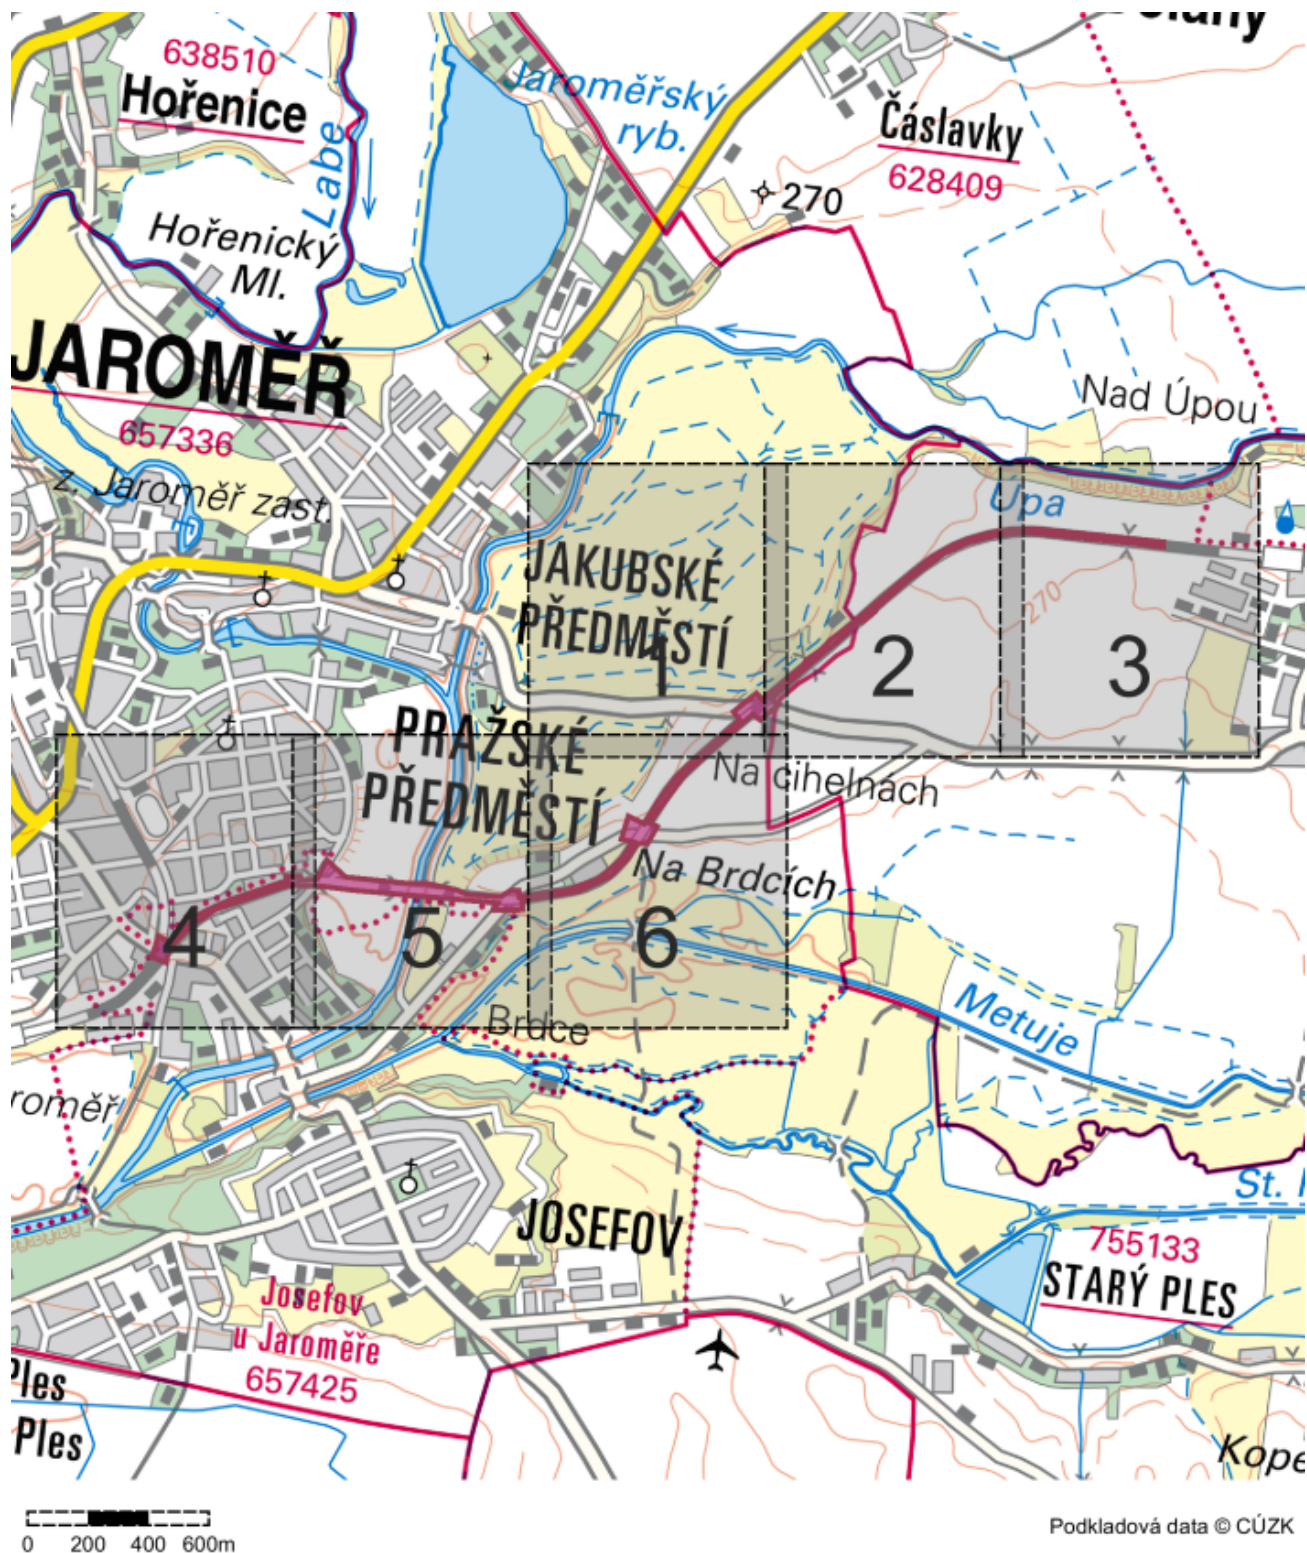 638510
Hořenice
Labe
Jaroměřský
ryb.
Čáslavky
628409
270
Hořenický
Ml.
JAROMĚŘ
657336
z. Jaroměř zast.
Nad Úpou
Úpa
JAKUBSKÉ
PŘEDMĚSTÍ
1
2
270
3
PRAŽSKÉ
PŘEDMĚSTÍ
Na cihelnách
Na Brdcích
4
5
6
Brdce
Metuje
roměř
JOSEFOV
St.
755133
STARÝ PLES
Josefov
u Jaroměře
657425
Ples
Ples
Kope
0 200 400 600m
Podkladová data © ČÚZK